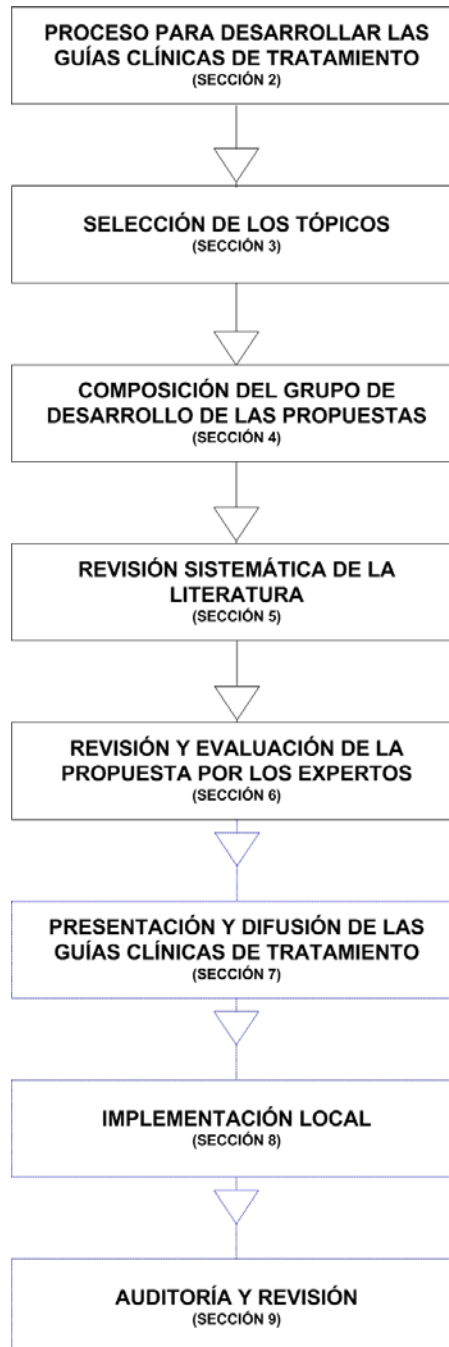 PROCESO PARA DESARROLLAR LAS
GUÍAS CLÍNICAS DE TRATAMIENTO
(SECCIÓN 2)
SELECCIÓN DE LOS TÓPICOS
(SECCIÓN 3)
COMPOSICIÓN DEL GRUPO DE
DESARROLLO DE LAS PROPUESTAS
(SECCIÓN 4)
REVISIÓN SISTEMÁTICA DE LA
LITERATURA
(SECCIÓN 5)
REVISIÓN Y EVALUACIÓN DE LA
PROPUESTA POR LOS EXPERTOS
(SECCIÓN 6)
PRESENTACIÓN Y DIFUSIÓN DE LAS
GUÍAS CLÍNICAS DE TRATAMIENTO
(SECCIÓN 7)
IMPLEMENTACIÓN LOCAL
(SECCIÓN 8)
AUDITORÍA Y REVISIÓN
(SECCIÓN 9)